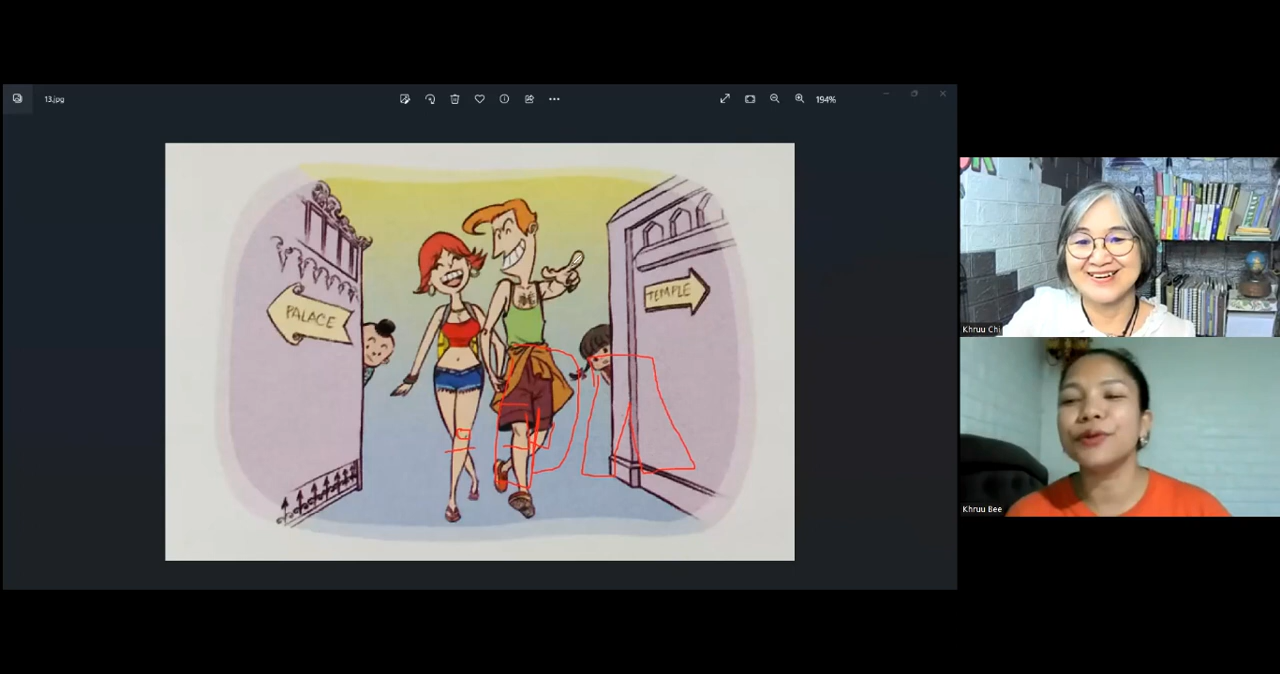 13.jpg
194%
PALACE
TEMPLE
Khruu Chi
Khruu Bee